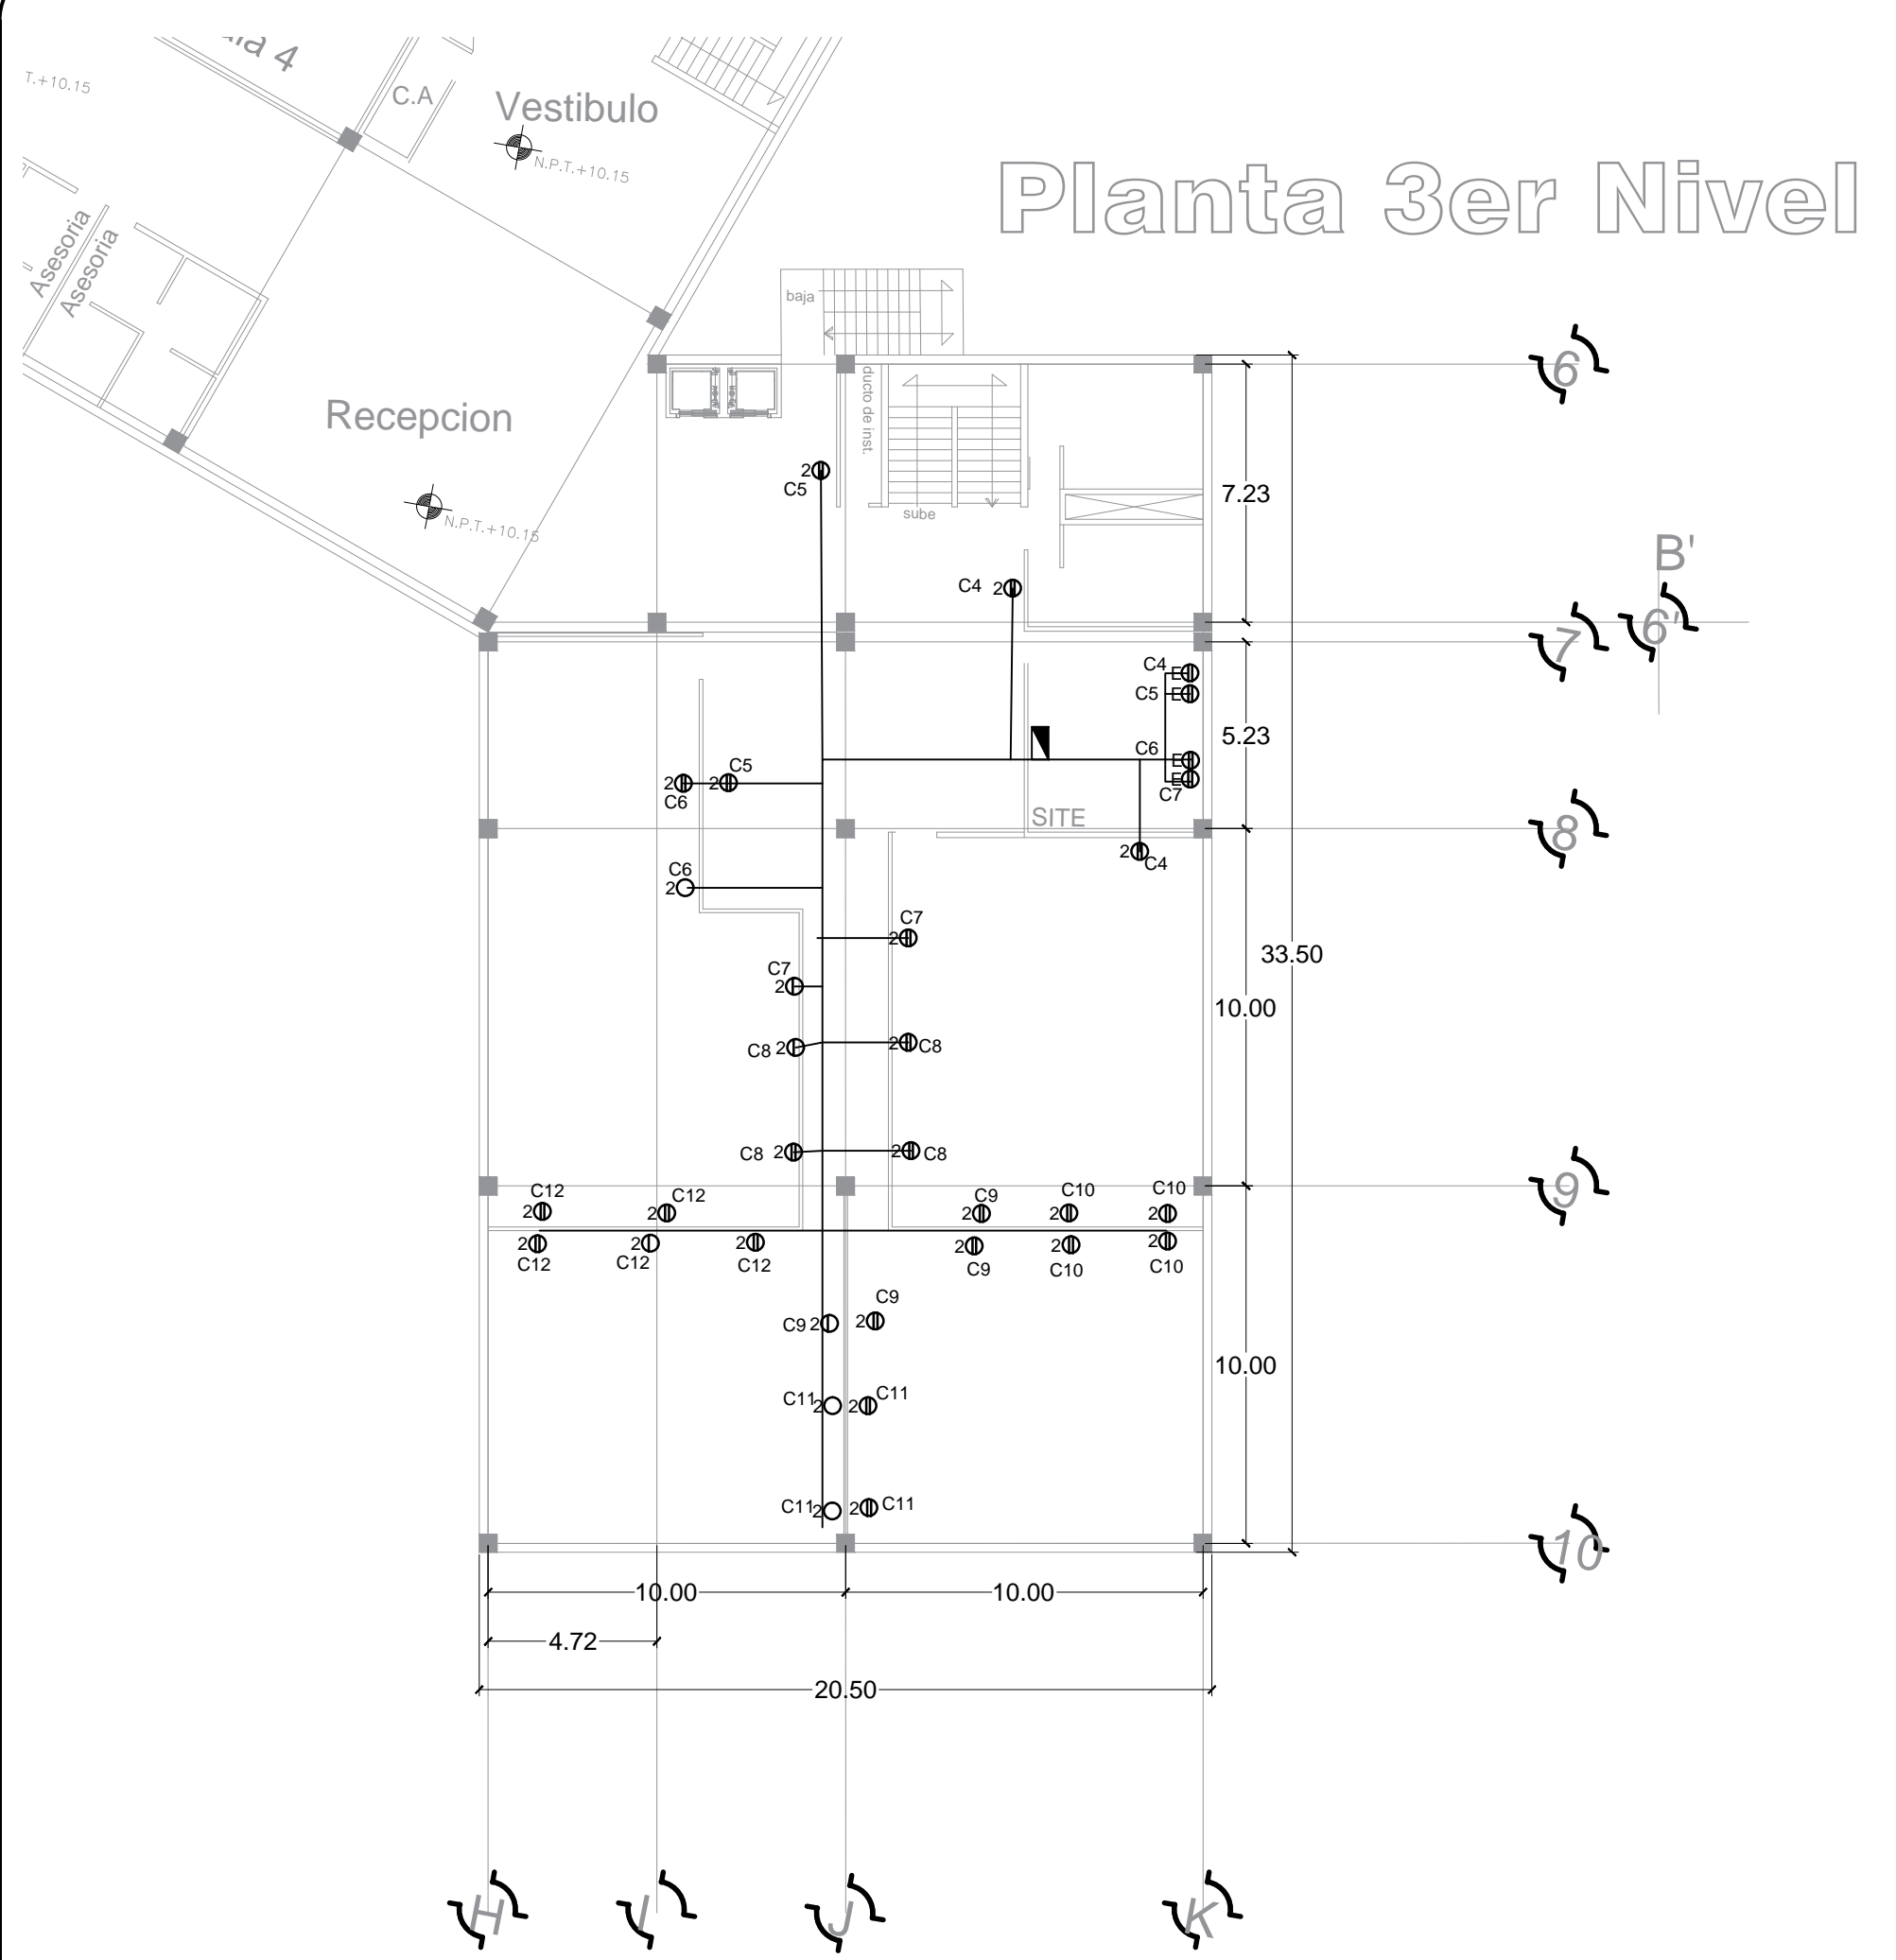 4
T.+10.15
C.A
Vestibulo
N.P.T.+10.15
Planta 3er Nivel
Asesoria
Asesoria
baja
6
ducto de inst.
Recepcion
2
C5
7.23
N.P.T.+10.15
sube
B'
C4 2
7
6'
C4 E
C5 E
5.23
C6 E
C5
2 2
C6
E
C7
SITE
8
2 C4
C6
2
C7
2
33.50
C7
2
10.00
C8 2
2 C8
C8 2
2 C8
9
C12 C12 C9 C10 C10
2 2 2 2 2
2 2 2 2 2 2
C12 C12 C12 C9 C10 C10
C9
C9 2 2
10.00
C11 2 2 C11
C11 2 2 C11
10
10.00 10.00
4.72
20.50
H I J K